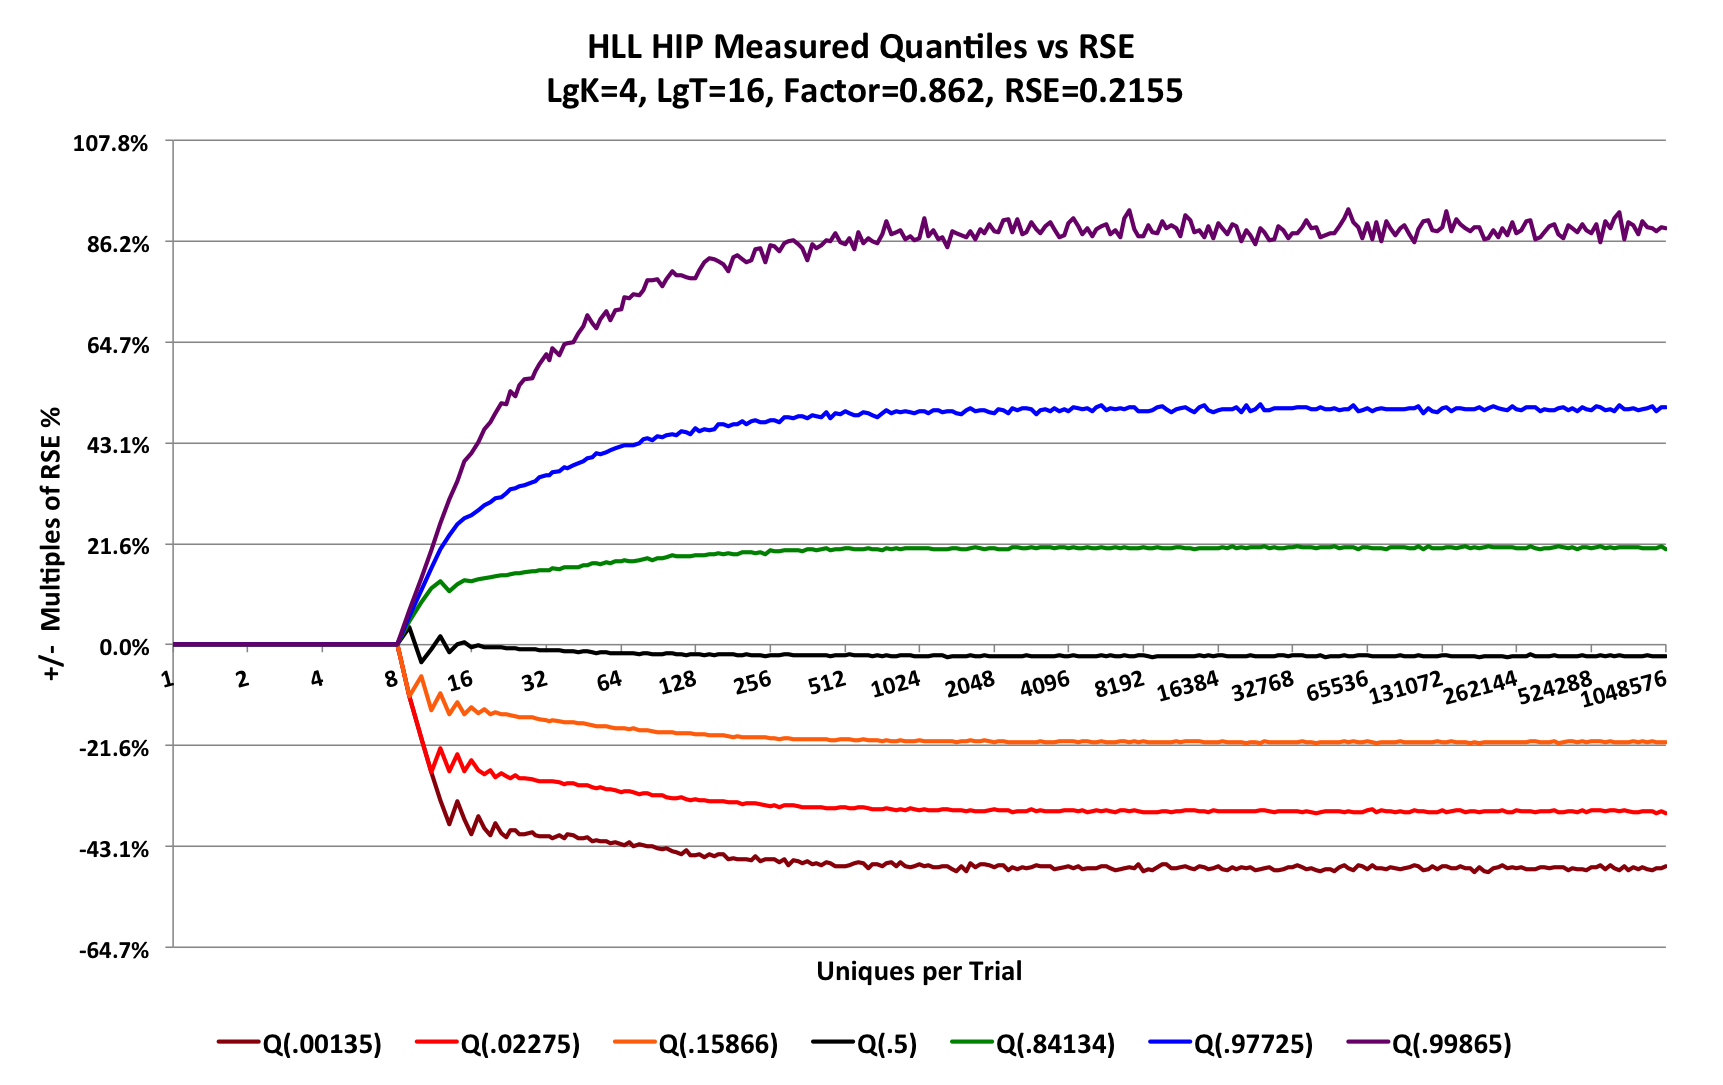 HLL HIP Measured Quantiles vs RSE
LgK=4, LgT=16, Factor=0.862, RSE=0.2155
+/-  Multiples of RSE %
107.8%
86.2%
64.7%
43.1%
21.6%
0.0%
-21.6%
-43.1%
-64.7%
1 2 4 8 16 32 64 128 256 512 1024 2048 4096 8192 16384 32768 65536 131072 262144 524288 1048576
Uniques per Trial
Q(.00135) Q(.02275) Q(.15866) Q(.5) Q(.84134) Q(.97725) Q(.99865)